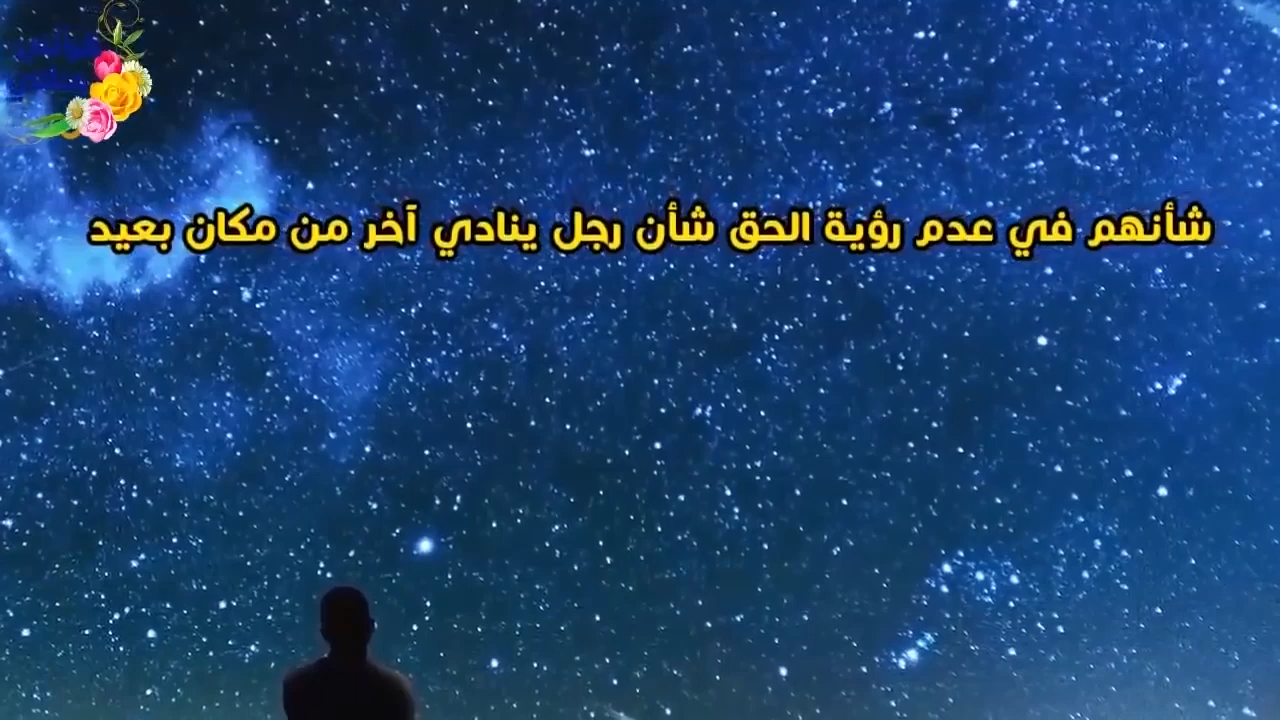 شأنهم في عدم رؤية الحق شأن رجل ينادي آخر من مكان بعيد